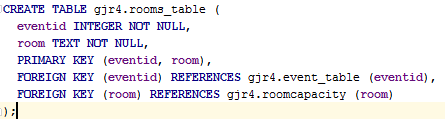 CREATE TABLE gjr4.rooms_table (
eventid INTEGER NOT NULL,
room TEXT NOT NULL,
PRIMARY KEY (eventid, room),
FOREIGN KEY (eventid) REFERENCES gjr4.event_table (eventid),
FOREIGN KEY (room) REFERENCES gjr4.roomcapacity (room)
);